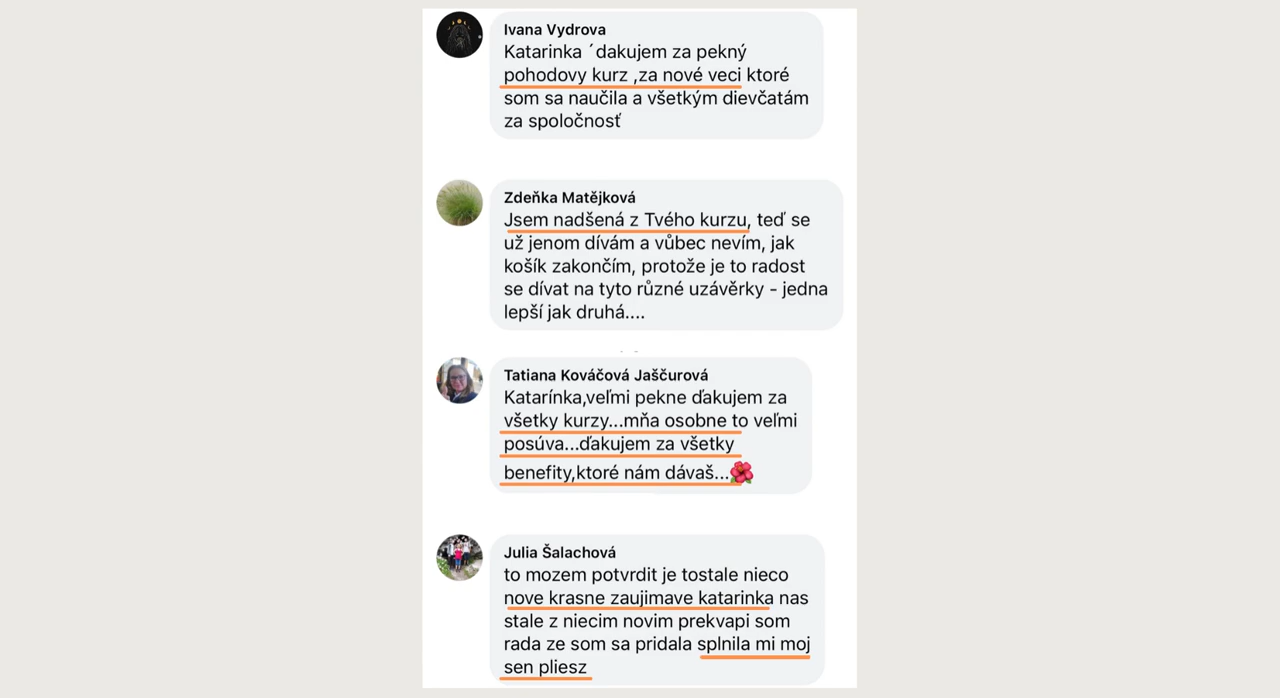 Ivana Vydrova
Katarinka ´dakujem za pekný
pohodovy kurz ,za nové veci ktoré
som sa naučila a všetkým dievčatám
za spoločnosť
Zdeňka Matějková
Jsem nadšená z Tvého kurzu, teď se
už jenom dívám a vůbec nevím, jak
košík zakončím, protože je to radost
se dívat na tyto různé uzávěrky - jedna
lepší jak druhá....
Tatiana Kováčová Jaščurová
Katarínka,veľmi pekne ďakujem za
všetky kurzy...mňa osobne to veľmi
posúva...ďakujem za všetky
benefity,ktoré nám dávaš...🌺
Julia Šalachová
to mozem potvrdit je tostale nieco
nove krasne zaujimave katarinka nas
stale z niecim novim prekvapi som
rada ze som sa pridala splnila mi moj
sen pliesz